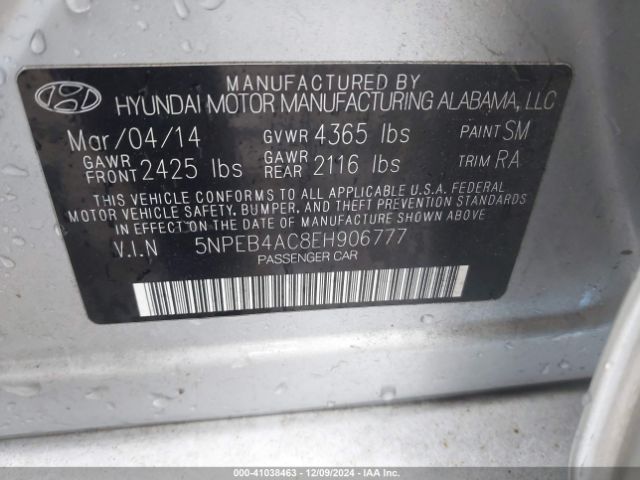 MANUFACTURED BY
HYUNDAI MOTOR MANUFACTURING ALABAMA, LLC
Mar/04/14 GVWR 4365 lbs PAINT SM
GAWR FRONT 2425 lbs GAWR REAR 2116 lbs TRIM RA
THIS VEHICLE CONFORMS TO ALL APPLICABLE U.S.A. FEDERAL
MOTOR VEHICLE SAFETY, BUMPER, AND THEFT PREVENTION STANDARDS
IN EFFECT ON THE DATE OF MANUFACTURE SHOWN ABOVE.
V.I.N 5NPEB4AC8EH906777
PASSENGER CAR
000-41038463 - 12/09/2024 - IAA Inc.